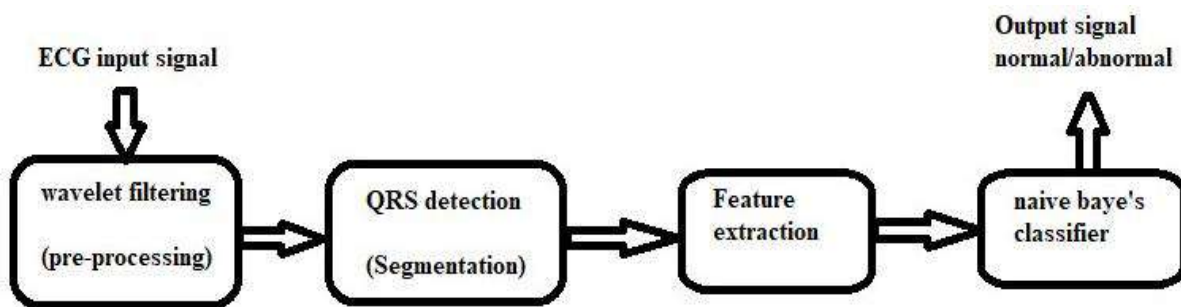 ECG input signal
wavelet filtering
(pre-processing)
QRS detection
(Segmentation)
Feature
extraction
naive baye's
classifier
Output signal
normal/abnormal